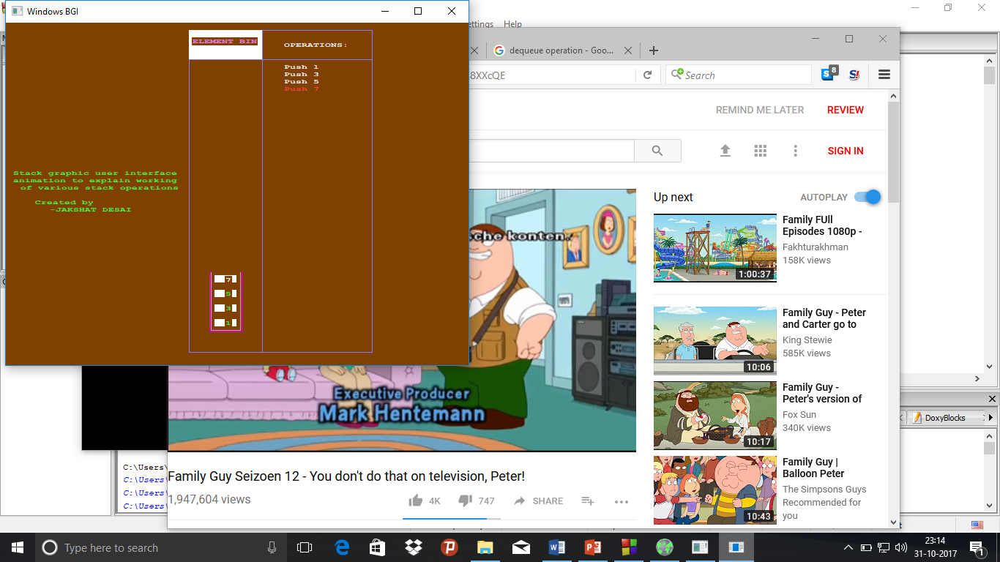 Windows BGI
ELEMENT BIN
OPERATIONS:
Push 1
Push 3
Push 5
Push 7
Stack graphic user interface
animation to explain working
of various stack operations
Created by
-JAKSHAT DESAI
7
5
3
1
Help
dequeue operation - Goo...
8XXcQE
Search
8
REMIND ME LATER
REVIEW
SIGN IN
Up next
AUTOPLAY
Family FUll
Episodes 1080p -
Fakhturakhman
158K views
1:00:37
Family Guy - Peter
and Carter go to
King Stewie
585K views
10:06
Family Guy -
Peter's version of
Fox Sun
340K views
10:17
Family Guy |
Balloon Peter
The Simpsons Guys
Recommended for
you
10:43
Executive Producer
Mark Hentemann
Family Guy Seizoen 12 - You don't do that on television, Peter!
1,947,604 views
4K
747
SHARE
DoxyBlocks
C:\Users\
C:\Users\
C:\Users\
C:\Users\
Type here to search
23:14
31-10-2017
1